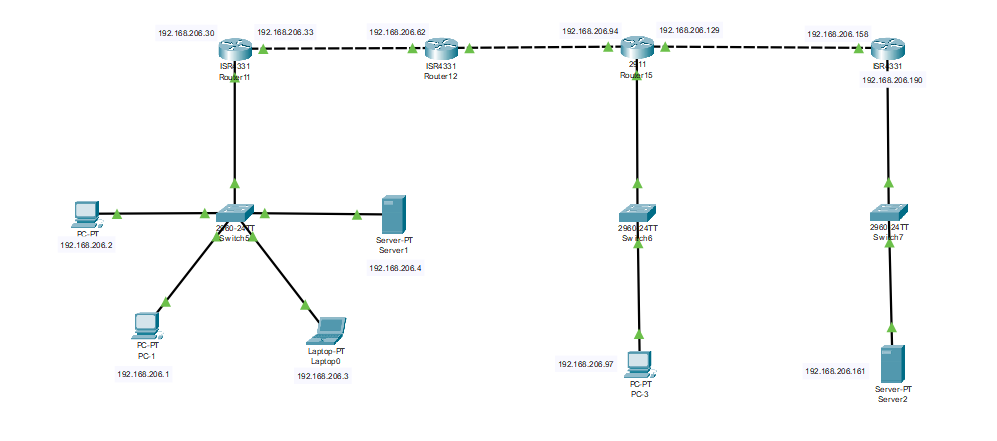 192.168.206.30
192.168.206.33
192.168.206.62
192.168.206.94
192.168.206.129
192.168.206.158
ISR4331
Router11
ISR4331
Router12
2911
Router15
ISR4331
192.168.206.190
PC-PT
192.168.206.2
2960-24TT
Switch5
Server-PT
Server1
192.168.206.4
2960-24TT
Switch6
2960-24TT
Switch7
PC-PT
PC-1
192.168.206.1
Laptop-PT
Laptop0
192.168.206.3
192.168.206.97
PC-PT
PC-3
192.168.206.161
Server-PT
Server2